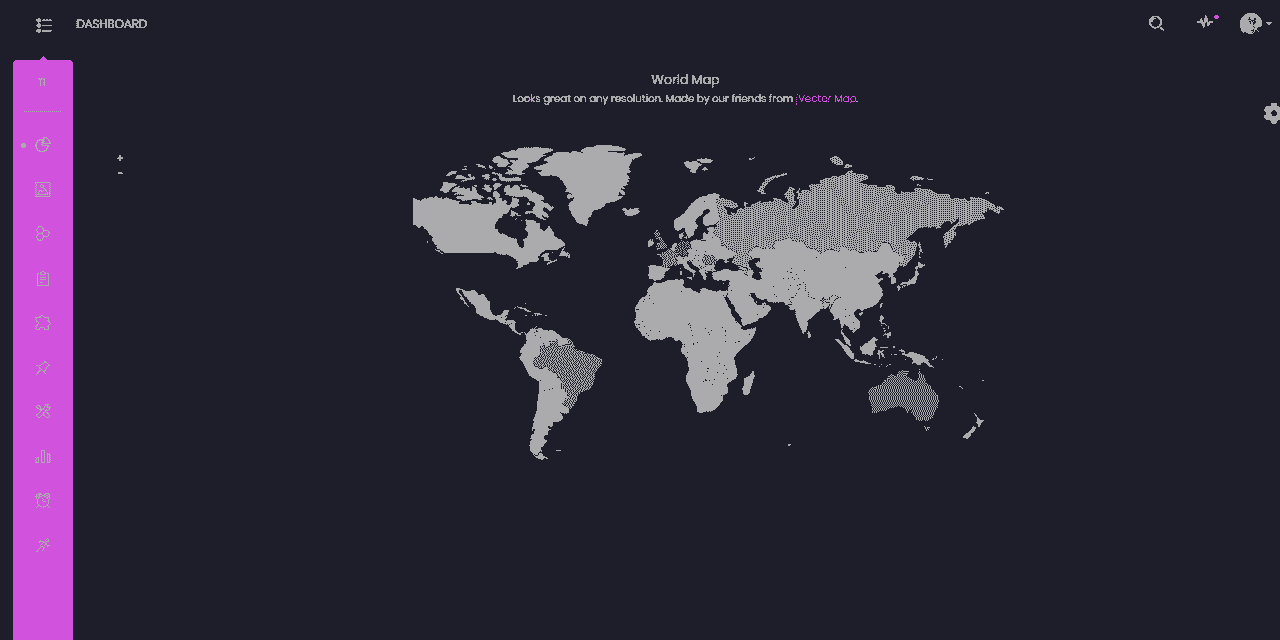 DASHBOARD
World Map
Looks great on any resolution. Made by our friends from jVector Map.